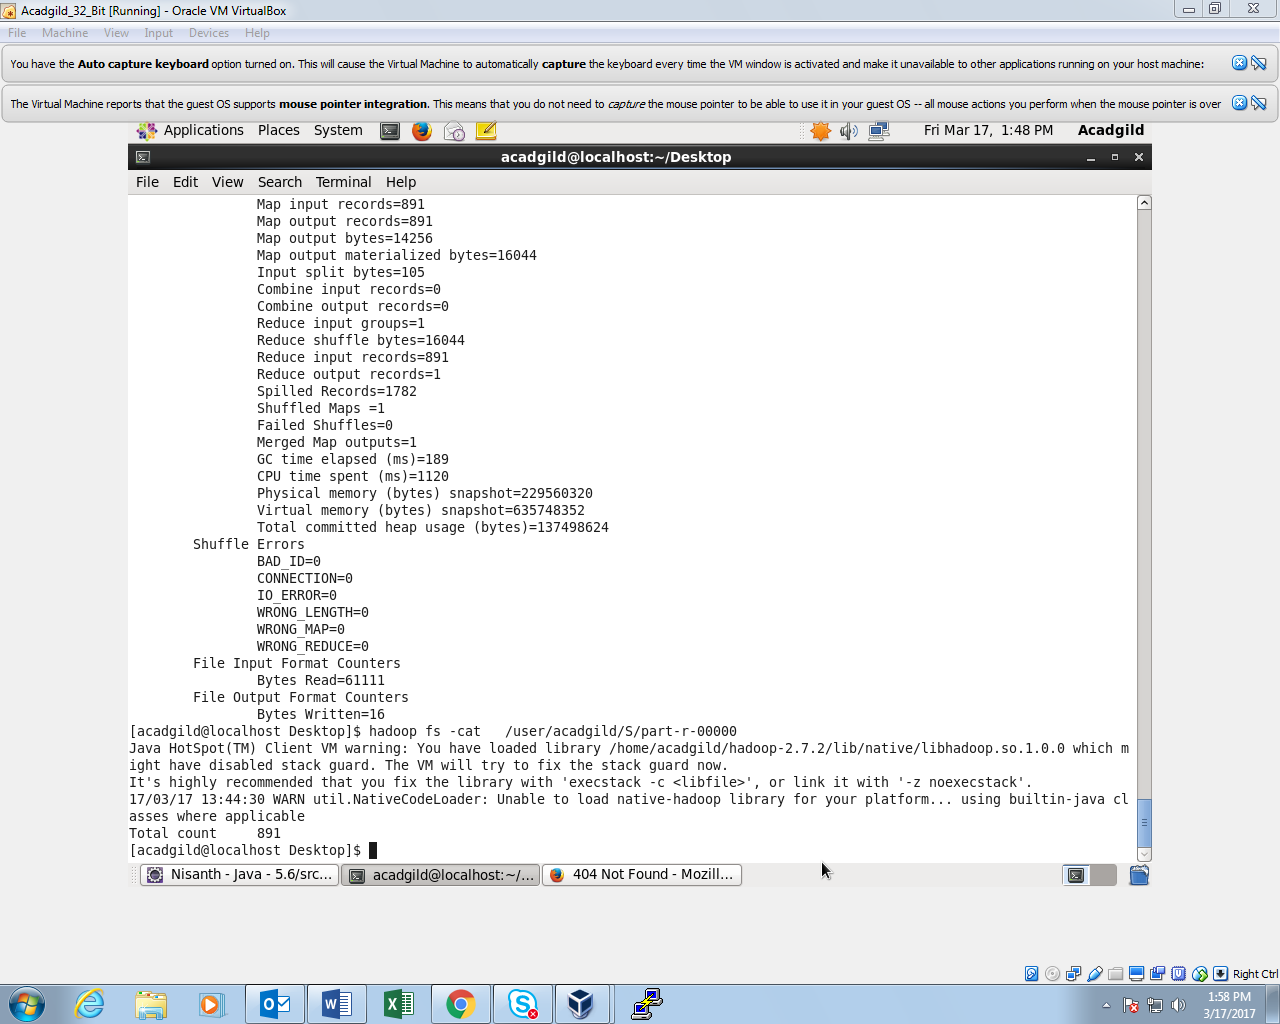 Acadgild_32_Bit [Running] - Oracle VM VirtualBox
File Machine View Input Devices Help
You have the Auto capture keyboard option turned on. This will cause the Virtual Machine to automatically capture the keyboard every time the VM window is activated and make it unavailable to other applications running on your host machine:
The Virtual Machine reports that the guest OS supports mouse pointer integration. This means that you do not need to capture the mouse pointer to be able to use it in your guest OS -- all mouse actions you perform when the mouse pointer is over
Applications Places System Fri Mar 17, 1:48 PM Acadgild
acadgild@localhost:~/Desktop
File Edit View Search Terminal Help
Map input records=891
Map output records=891
Map output bytes=14256
Map output materialized bytes=16044
Input split bytes=105
Combine input records=0
Combine output records=0
Reduce input groups=1
Reduce shuffle bytes=16044
Reduce input records=891
Reduce output records=1
Spilled Records=1782
Shuffled Maps =1
Failed Shuffles=0
Merged Map outputs=1
GC time elapsed (ms)=189
CPU time spent (ms)=1120
Physical memory (bytes) snapshot=229560320
Virtual memory (bytes) snapshot=635748352
Total committed heap usage (bytes)=137498624
Shuffle Errors
BAD_ID=0
CONNECTION=0
IO_ERROR=0
WRONG_LENGTH=0
WRONG_MAP=0
WRONG_REDUCE=0
File Input Format Counters
Bytes Read=61111
File Output Format Counters
Bytes Written=16
[acadgild@localhost Desktop]$ hadoop fs -cat   /user/acadgild/S/part-r-00000
Java HotSpot(TM) Client VM warning: You have loaded library /home/acadgild/hadoop-2.7.2/lib/native/libhadoop.so.1.0.0 which m
ight have disabled stack guard. The VM will try to fix the stack guard now.
It's highly recommended that you fix the library with 'execstack -c <libfile>', or link it with '-z noexecstack'.
17/03/17 13:44:30 WARN util.NativeCodeLoader: Unable to load native-hadoop library for your platform... using builtin-java cl
asses where applicable
Total count     891
[acadgild@localhost Desktop]$
Nisanth - Java - 5.6/src... acadgild@localhost:~/... 404 Not Found - Mozill...
Right Ctrl
1:58 PM
3/17/2017